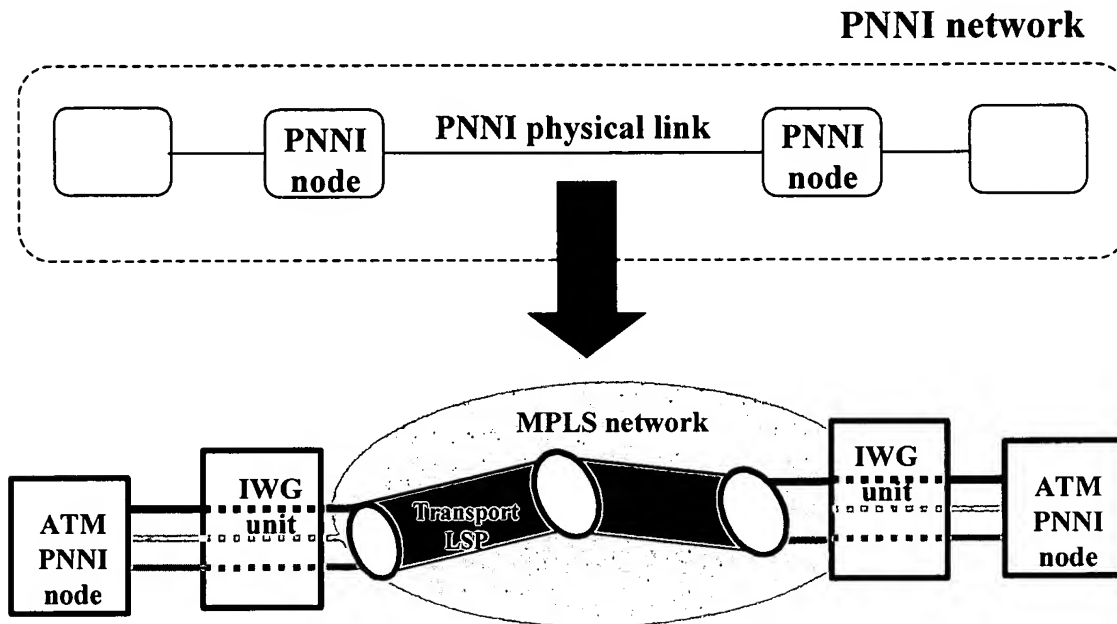 PNNI network
PNNI
node
PNNI physical link
PNNI
node
MPLS network
IWG
unit
IWG
unit
ATM
PNNI
node
Transport
LSP
ATM
PNNI
node